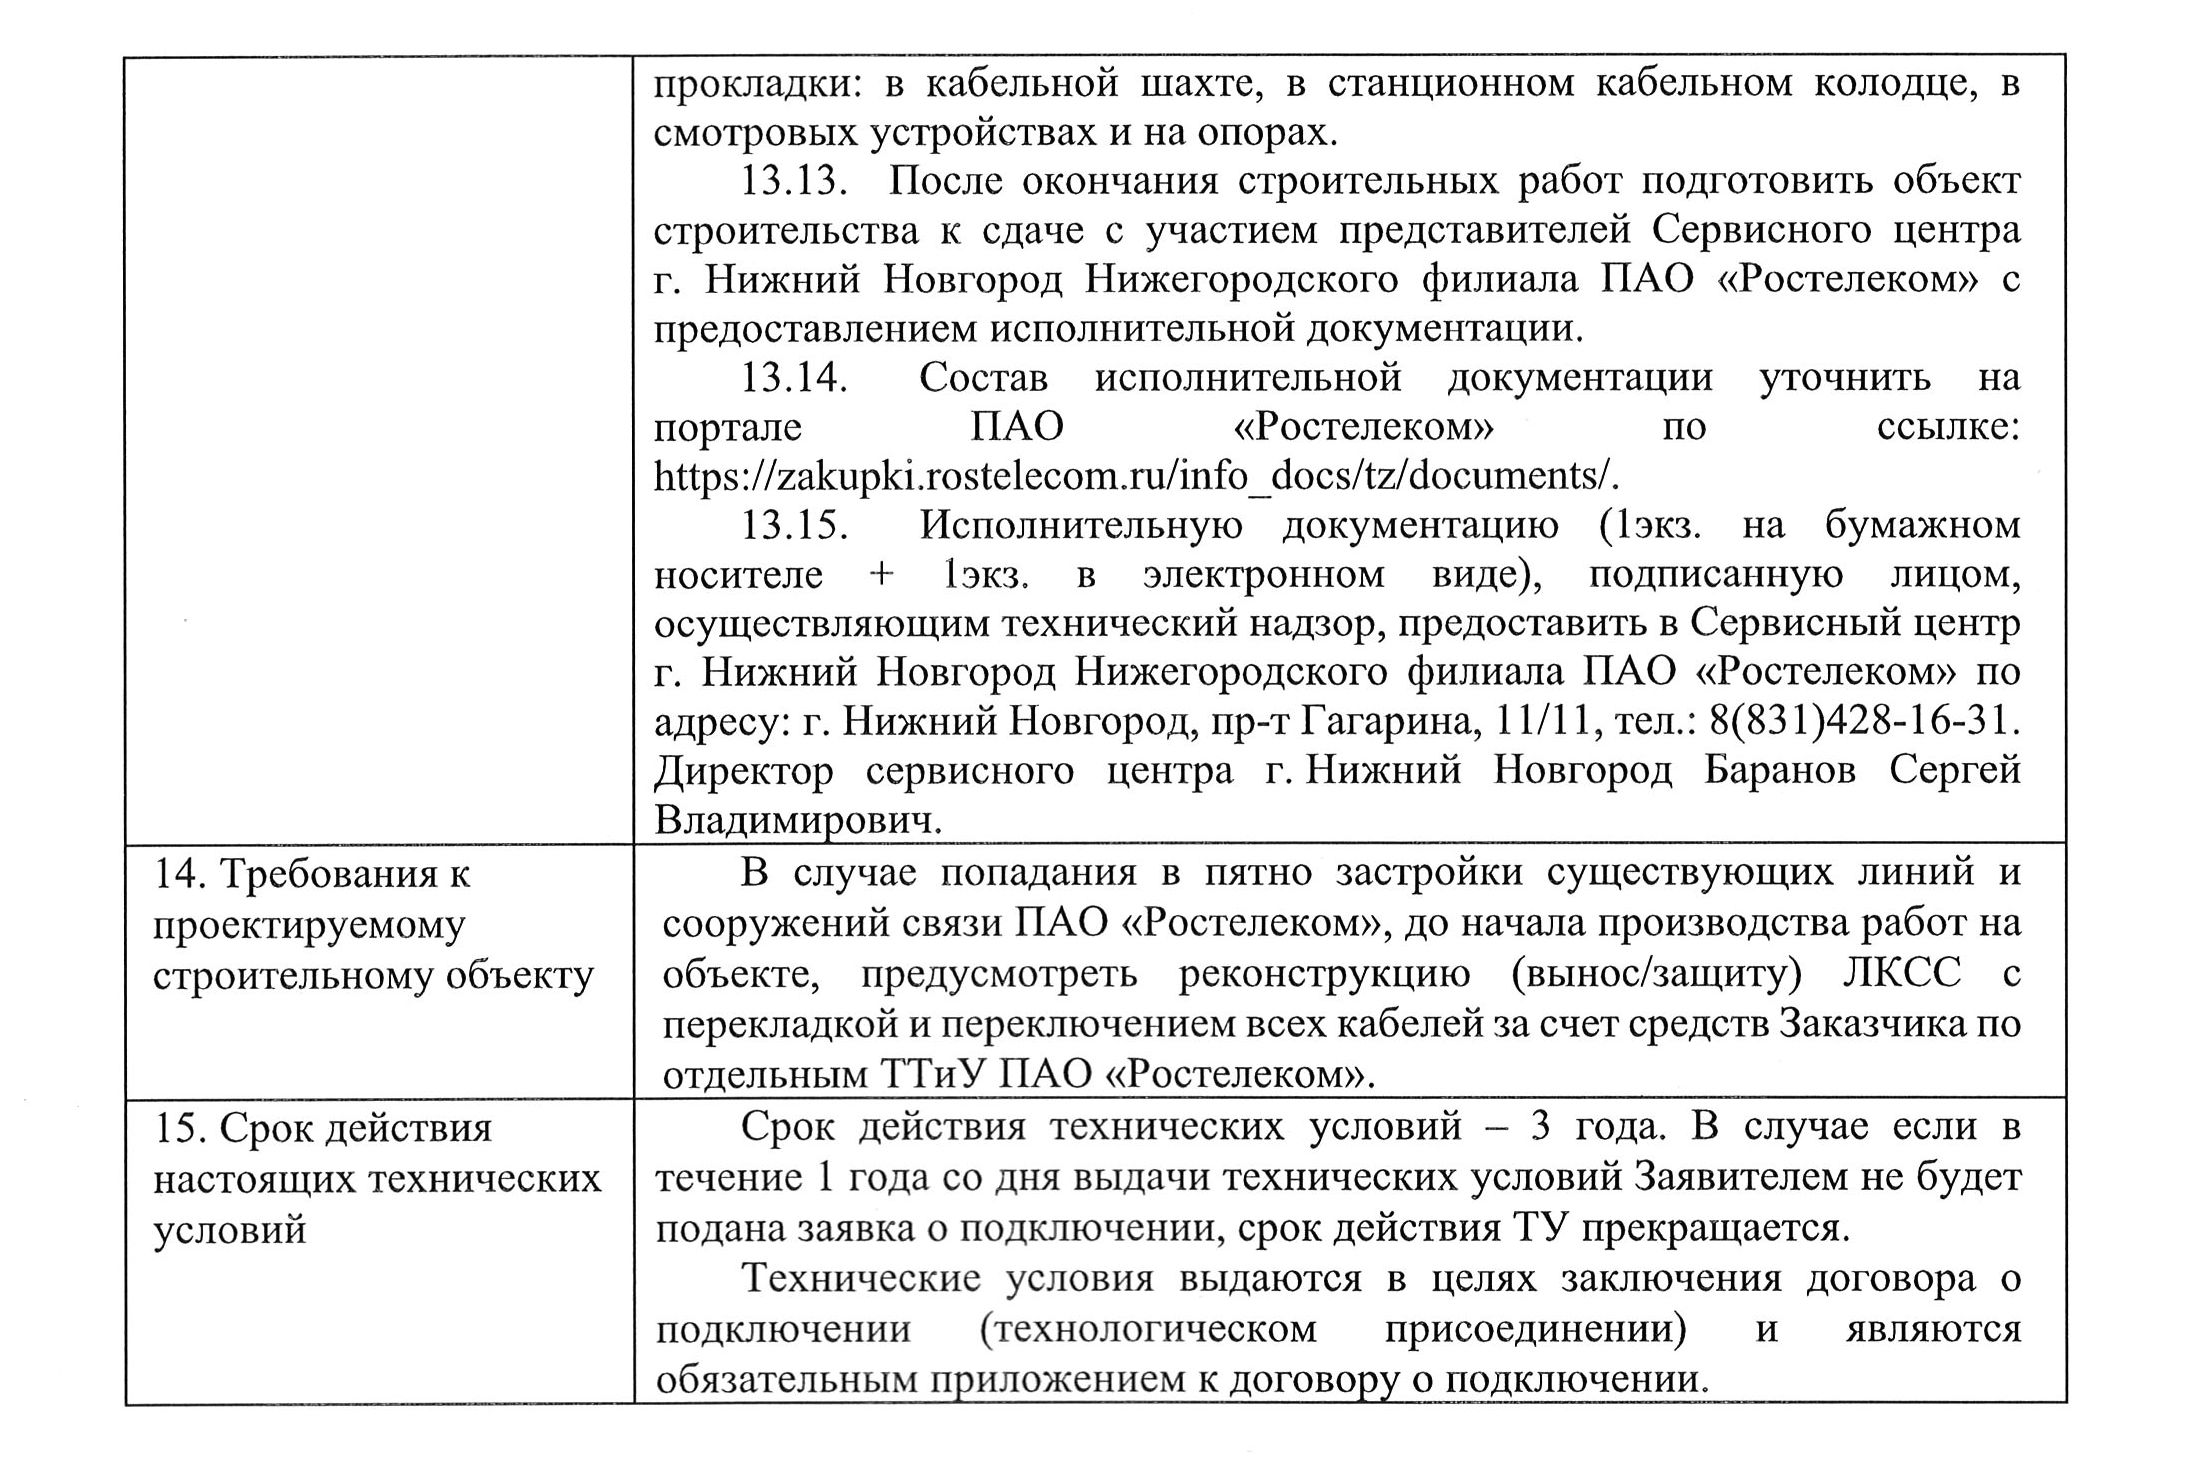 прокладки: в кабельной шахте, в станционном кабельном колодце, в
смотровых устройствах и на опорах.
13.13. После окончания строительных работ подготовить объект
строительства к сдаче с участием представителей Сервисного центра
г. Нижний Новгород Нижегородского филиала ПАО «Ростелеком» с
предоставлением исполнительной документации.
13.14. Состав исполнительной документации уточнить на
портале ПАО «Ростелеком» по ссылке:
https://zakupki.rostelecom.ru/info_docs/tz/documents/.
13.15. Исполнительную документацию (1экз. на бумажном
носителе + 1экз. в электронном виде), подписанную лицом,
осуществляющим технический надзор, предоставить в Сервисный центр
г. Нижний Новгород Нижегородского филиала ПАО «Ростелеком» по
адресу: г. Нижний Новгород, пр-т Гагарина, 11/11, тел.: 8(831)428-16-31.
Директор сервисного центра г. Нижний Новгород Баранов Сергей
Владимирович.
14. Требования к
проектируемому
строительному объекту
В случае попадания в пятно застройки существующих линий и
сооружений связи ПАО «Ростелеком», до начала производства работ на
объекте, предусмотреть реконструкцию (вынос/защиту) ЛКСС с
перекладкой и переключением всех кабелей за счет средств Заказчика по
отдельным ТТиУ ПАО «Ростелеком».
15. Срок действия
настоящих технических
условий
Срок действия технических условий – 3 года. В случае если в
течение 1 года со дня выдачи технических условий Заявителем не будет
подана заявка о подключении, срок действия ТУ прекращается.
Технические условия выдаются в целях заключения договора о
подключении (технологическом присоединении) и являются
обязательным приложением к договору о подключении.